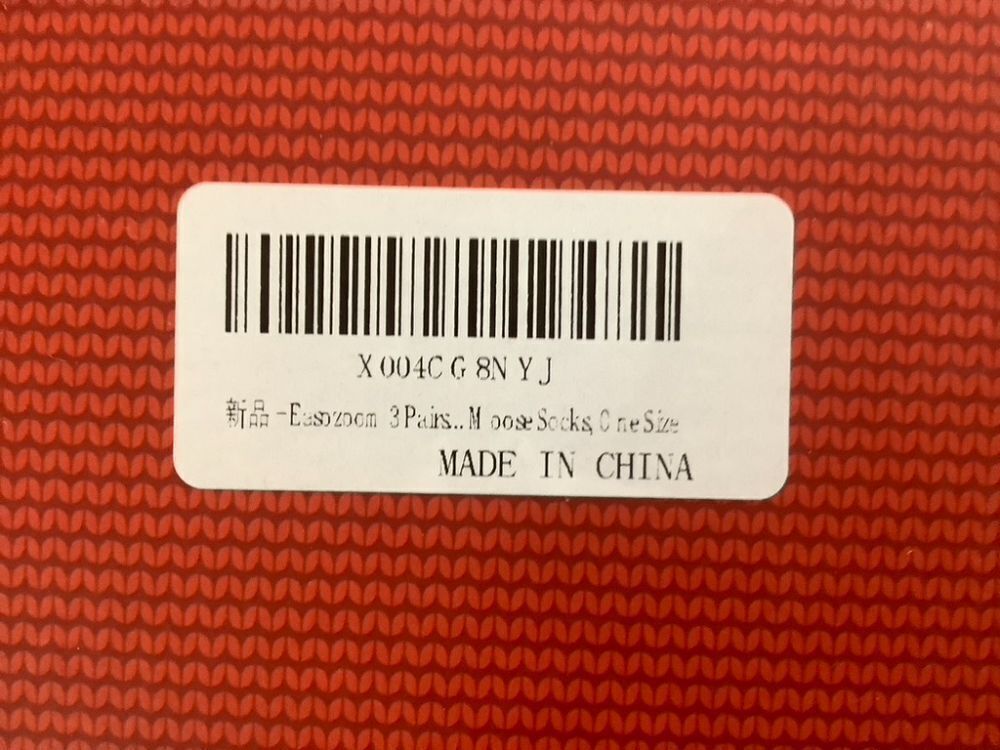 X004CG8NYJ
新品 -Easozoom 3 Pairs...Moose Socks, One Size
MADE IN CHINA